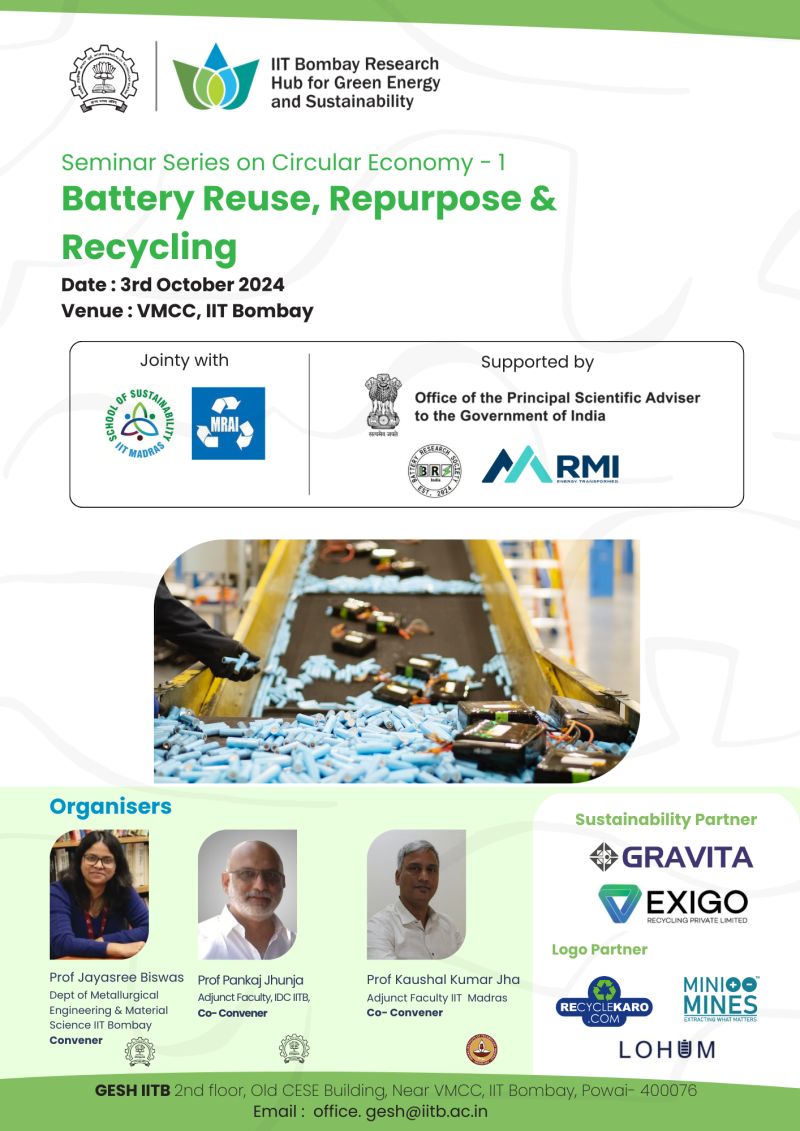 IIT Bombay Research
Hub for Green Energy
and Sustainability
Seminar Series on Circular Economy - 1
Battery Reuse, Repurpose &
Recycling
Date : 3rd October 2024
Venue : VMCC, IIT Bombay
Jointy with
Supported by
SCHOOL OF SUSTAINABILITY
IIT MADRAS
MRAI
सत्यमेव जयते
Office of the Principal Scientific Adviser
to the Government of India
BATTERY RESEARCH SOCIETY
BRS
India
EST. 2024
RMI
ENERGY. TRANSFORMED.
Organisers
Prof Jayasree Biswas
Dept of Metallurgical
Engineering & Material
Science IIT Bombay
Convener
Prof Pankaj Jhunja
Adjunct Faculty, IDC IITB,
Co- Convener
Prof Kaushal Kumar Jha
Adjunct Faculty IIT Madras
Co- Convener
Sustainability Partner
GRAVITA
EXIGO
RECYCLING PRIVATE LIMITED
Logo Partner
RECYCLEKARO
.COM
MINI
MINES™
EXTRACTING WHAT MATTERS
LOHUM
GESH IITB 2nd floor, Old CESE Building, Near VMCC, IIT Bombay, Powai- 400076
Email : office. gesh@iitb.ac.in